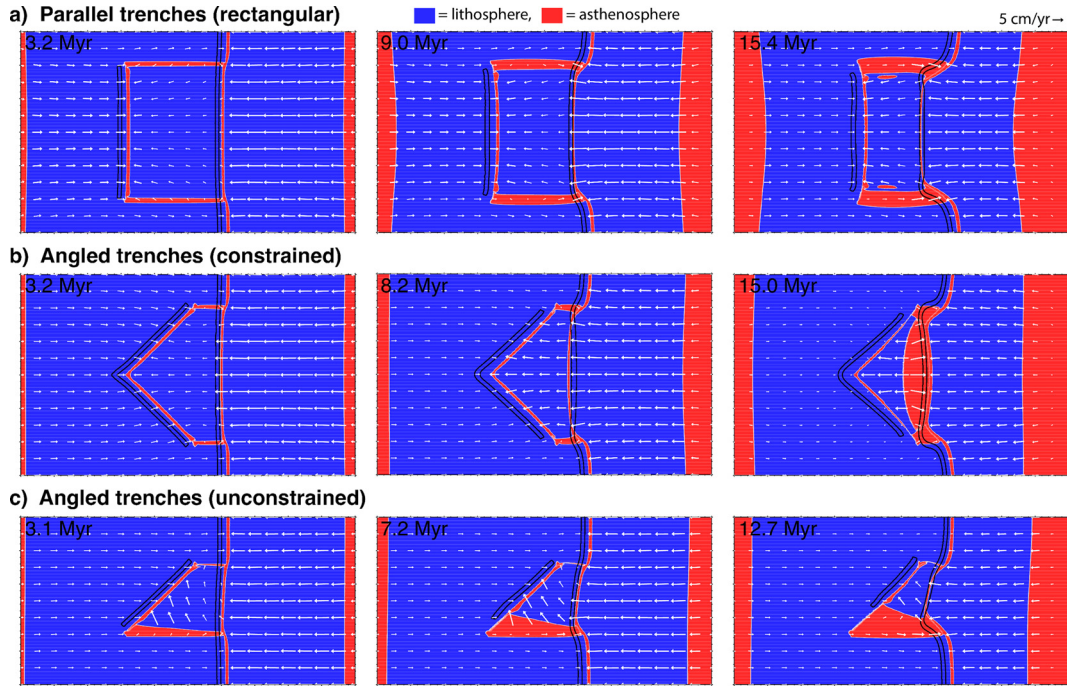 a) Parallel trenches (rectangular)
= lithosphere, = asthenosphere
5 cm/yr→
3.2 Myr
9.0 Myr
15.4 Myr
b) Angled trenches (constrained)
3.2 Myr
8.2 Myr
15.0 Myr
c) Angled trenches (unconstrained)
3.1 Myr
7.2 Myr
12.7 Myr